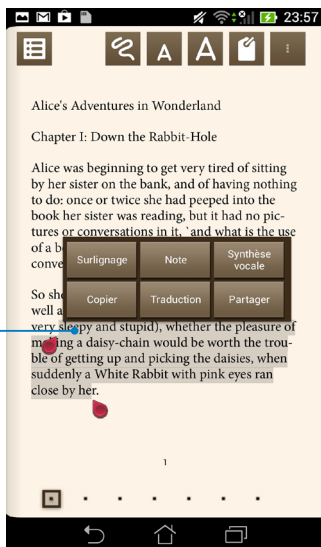 23:57
A A
Alice's Adventures in Wonderland
Chapter I: Down the Rabbit-Hole
Alice was beginning to get very tired of sitting
by her sister on the bank, and of having nothing
to do: once or twice she had peeped into the
book her sister was reading, but it had no pic-
tures or conversations in it, `and what is the use
of a b
conve
Surlignage Note Synthèse vocale
Copier Traduction Partager
So sh
well a
very sleepy and stupid), whether the pleasure of
making a daisy-chain would be worth the trou-
ble of getting up and picking the daisies, when
suddenly a White Rabbit with pink eyes ran
close by her.
1